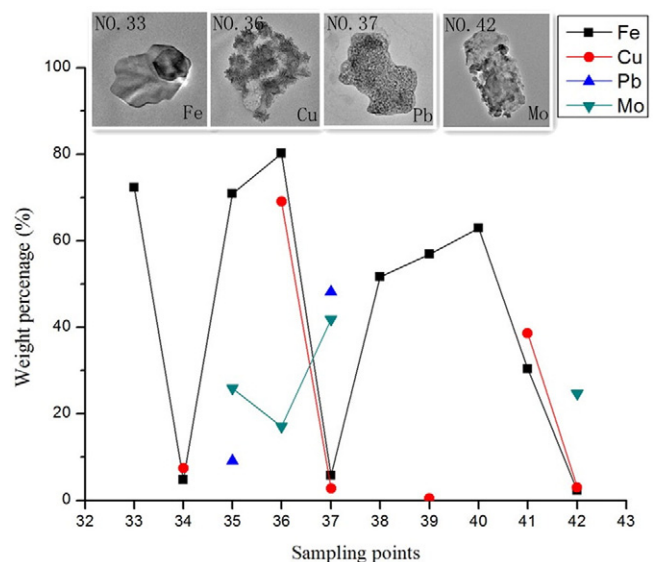 NO.33
NO.36
NO.37
NO.42
Fe
Cu
Pb
Mo
Fe
Cu
Pb
Mo
100
80
60
40
20
0
Weight percenage (%)
32 33 34 35 36 37 38 39 40 41 42 43
Sampling points